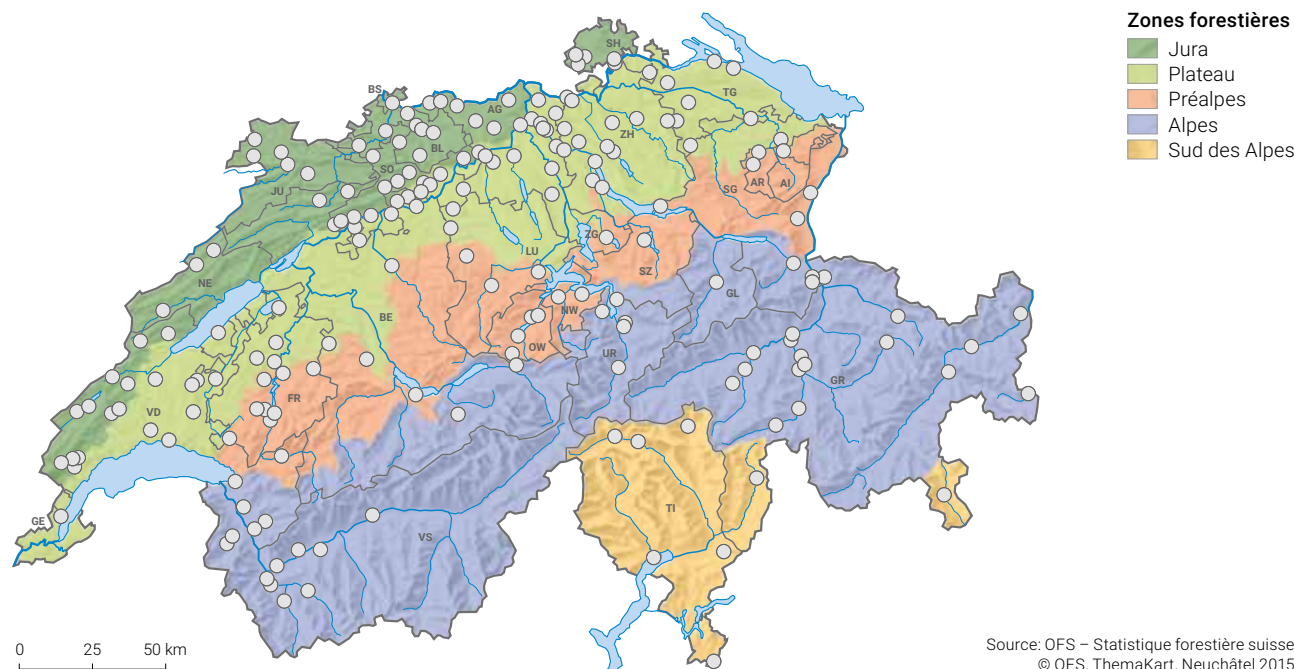 Zones forestières
Jura
Plateau
Préalpes
Alpes
Sud des Alpes
SH
BS
AG
TG
ZH
BL
SO
JU
SG
AR
AI
ZG
LU
SZ
NE
GL
BE
NW
OW
UR
GR
FR
VD
TI
GE
VS
0 25 50 km
Source: OFS – Statistique forestière suisse
© OFS, ThemaKart, Neuchâtel 2015